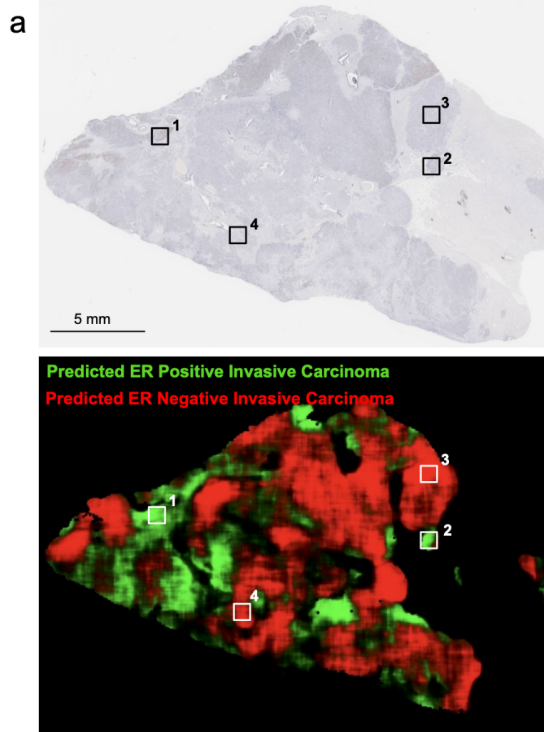 a
1
3
2
4
5 mm
Predicted ER Positive Invasive Carcinoma
Predicted ER Negative Invasive Carcinoma
3
1
2
4